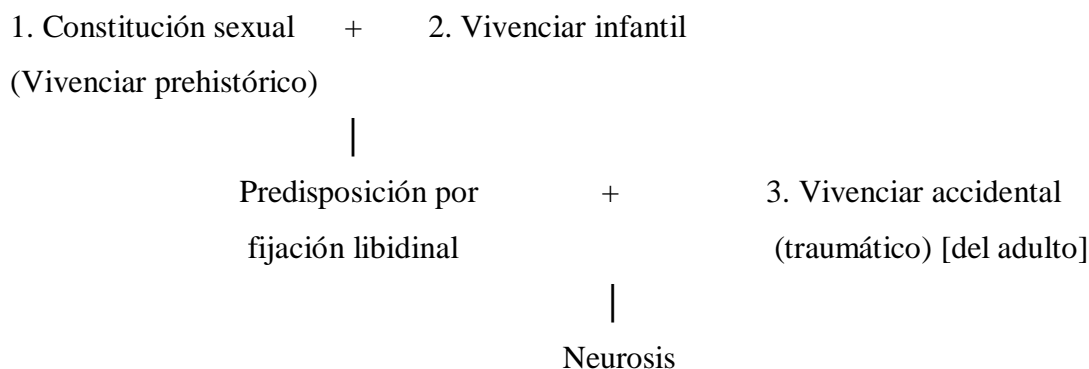 1. Constitución sexual + 2. Vivenciar infantil
(Vivenciar prehistórico)
Predisposición por + 3. Vivenciar accidental
fijación libidinal (traumático) [del adulto]
Neurosis